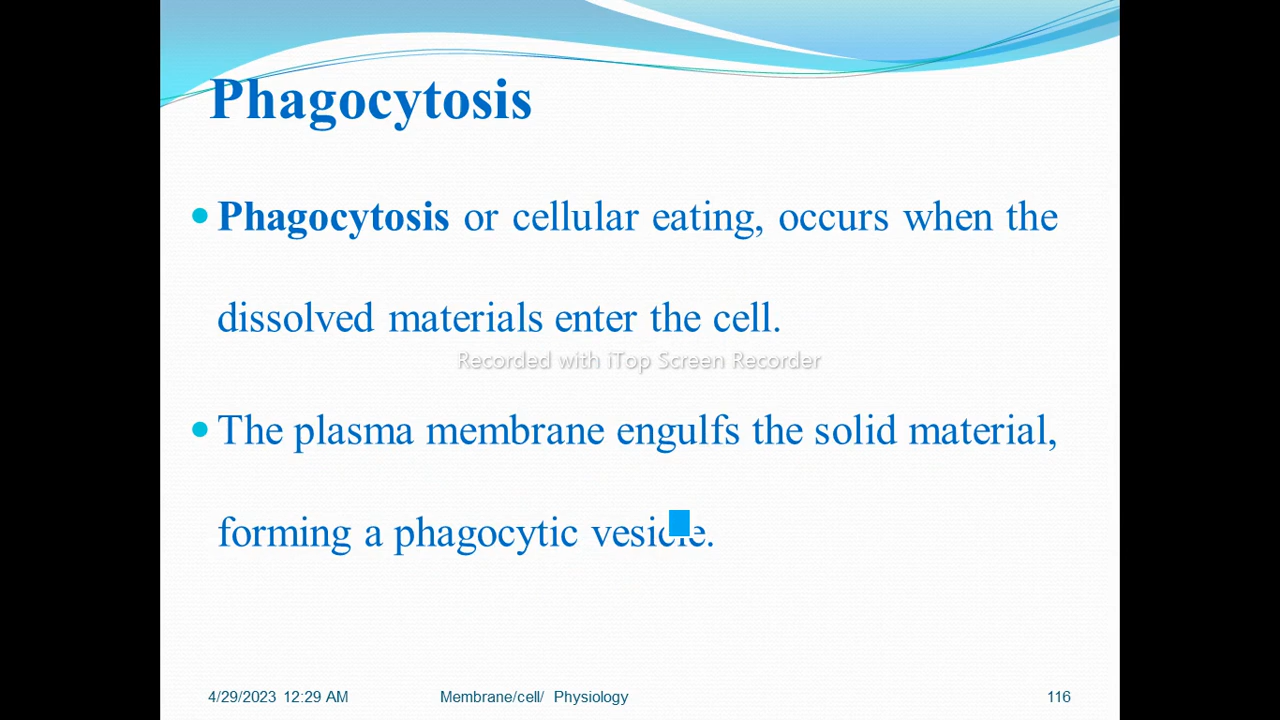 Phagocytosis
Phagocytosis or cellular eating, occurs when the
dissolved materials enter the cell.
Recorded with iTop Screen Recorder
The plasma membrane engulfs the solid material,
forming a phagocytic vesicle.
4/29/2023 12:29 AM Membrane/cell/ Physiology 116